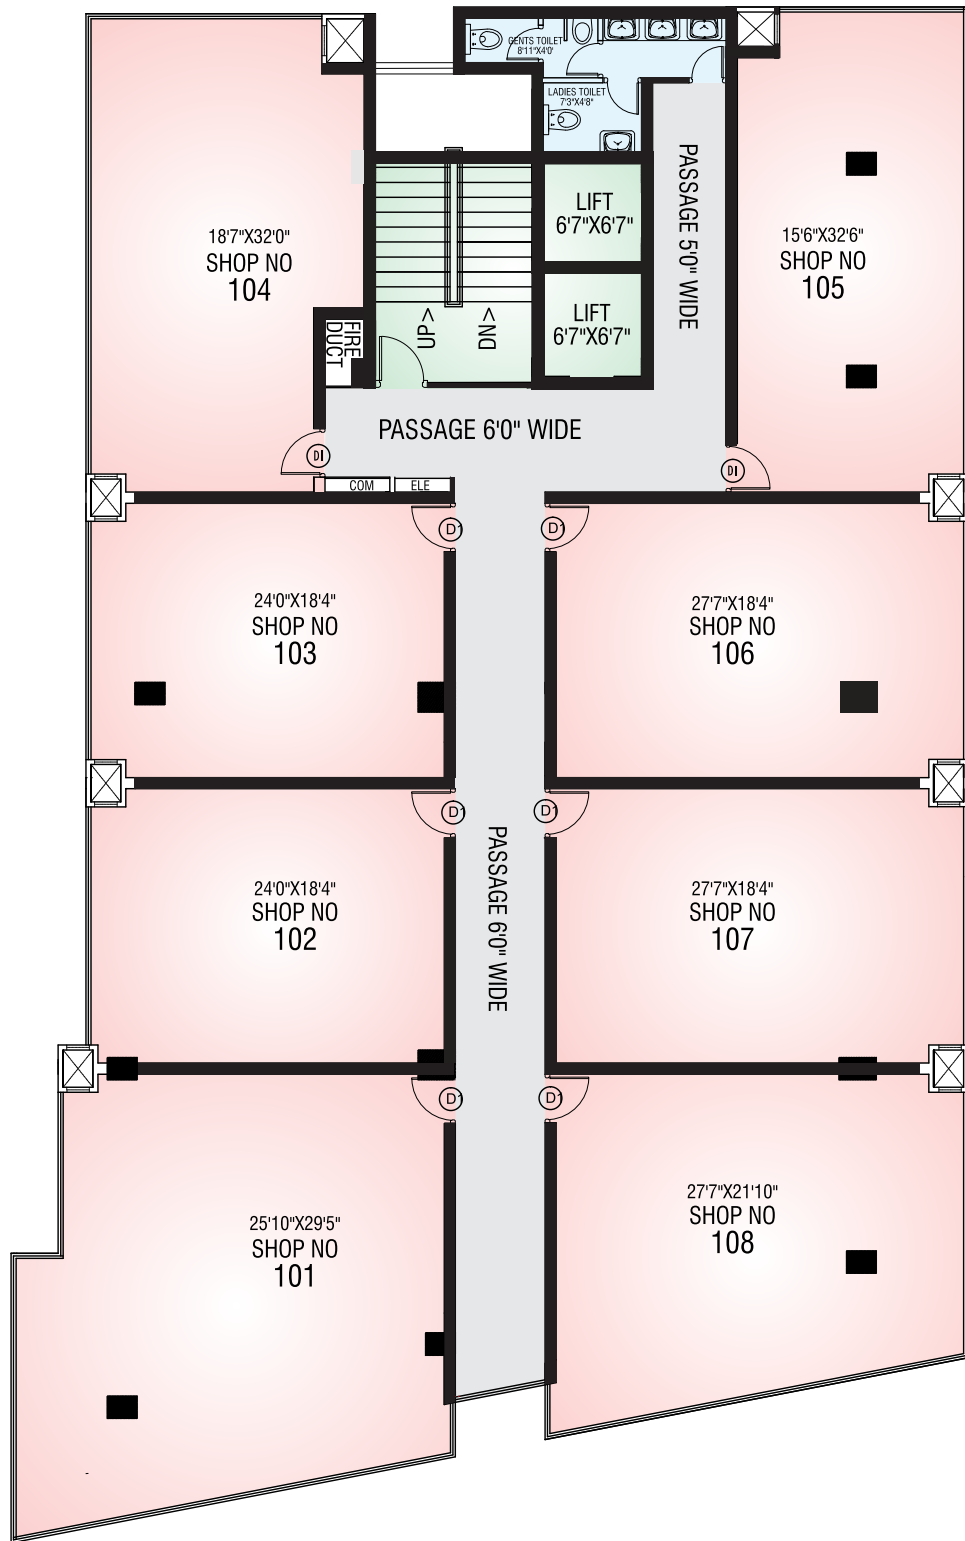 GENTS TOILET
8'11"X4'0'
LADIES TOILET
7'3"X4'8"
PASSAGE 5'0" WIDE
LIFT
6'7"X6'7"
LIFT
6'7"X6'7"
18'7"X32'0"
SHOP NO
104
15'6"X32'6"
SHOP NO
105
FIRE
DUCT
UP>
DN>
PASSAGE 6'0" WIDE
DI
DI
COM
ELE
D1
D1
24'0"X18'4"
SHOP NO
103
27'7"X18'4"
SHOP NO
106
D1
D1
PASSAGE 6'0" WIDE
24'0"X18'4"
SHOP NO
102
27'7"X18'4"
SHOP NO
107
D1
D1
25'10"X29'5"
SHOP NO
101
27'7"X21'10"
SHOP NO
108